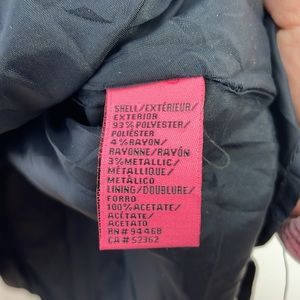 SHELL/EXTÉRIEUR/
EXTERIOR
93% POLYESTER/
POLIÉSTER
4% RAYON/
RAYONNE/RAYÓN
3% METALLIC/
MÉTALLIQUE/
METÁLICO
LINING/DOUBLURE/
FORRO
100% ACETATE/
ACÉTATE/
ACETATO
RN # 94468
CA # 52362